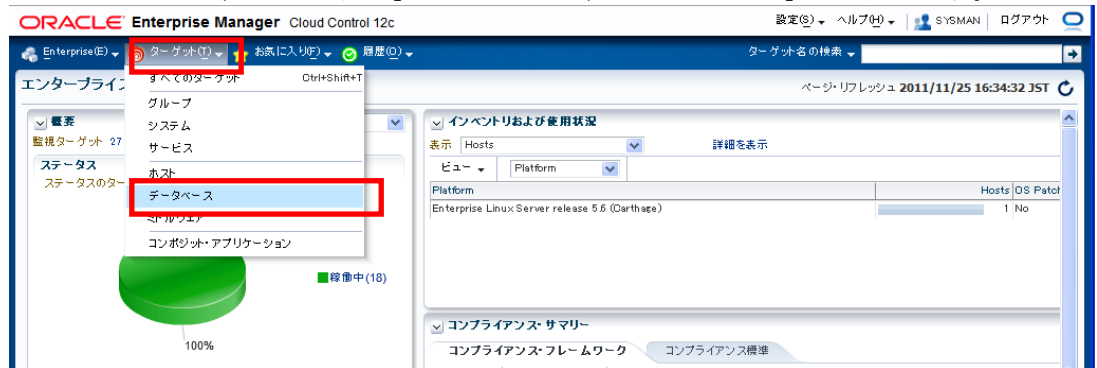 ORACLE Enterprise Manager Cloud Control 12c
設定(S) ヘルプ(H) SYSMAN ログアウト
Enterprise(E) ターゲット(T) お気に入り(F) 履歴(O) ターゲット名の検索
エンタープライズ
ページ・リフレッシュ 2011/11/25 16:34:32 JST
すべてのターゲット Ctrl+Shift+T
グループ
システム
サービス
ホスト
データベース
ミドルウェア
コンポジット・アプリケーション
概要
監視ターゲット 27
ステータス
ステータスのター
稼働中(18)
100%
インベントリおよび使用状況
表示 Hosts 詳細を表示
ビュー Platform
Platform Hosts OS Patch
Enterprise Linux Server release 5.6 (Carthage) 1 No
コンプライアンス・サマリー
コンプライアンス・フレームワーク コンプライアンス標準